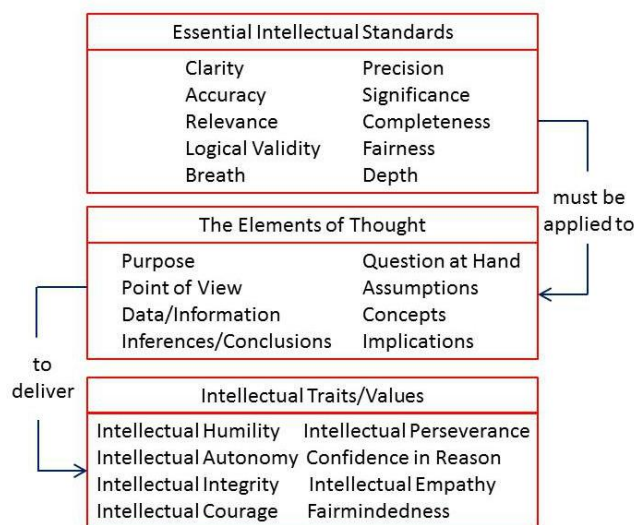 Essential Intellectual Standards
Clarity Precision
Accuracy Significance
Relevance Completeness
Logical Validity Fairness
Breath Depth
must be
applied to
The Elements of Thought
Purpose Question at Hand
Point of View Assumptions
Data/Information Concepts
Inferences/Conclusions Implications
to
deliver
Intellectual Traits/Values
Intellectual Humility Intellectual Perseverance
Intellectual Autonomy Confidence in Reason
Intellectual Integrity Intellectual Empathy
Intellectual Courage Fairmindedness